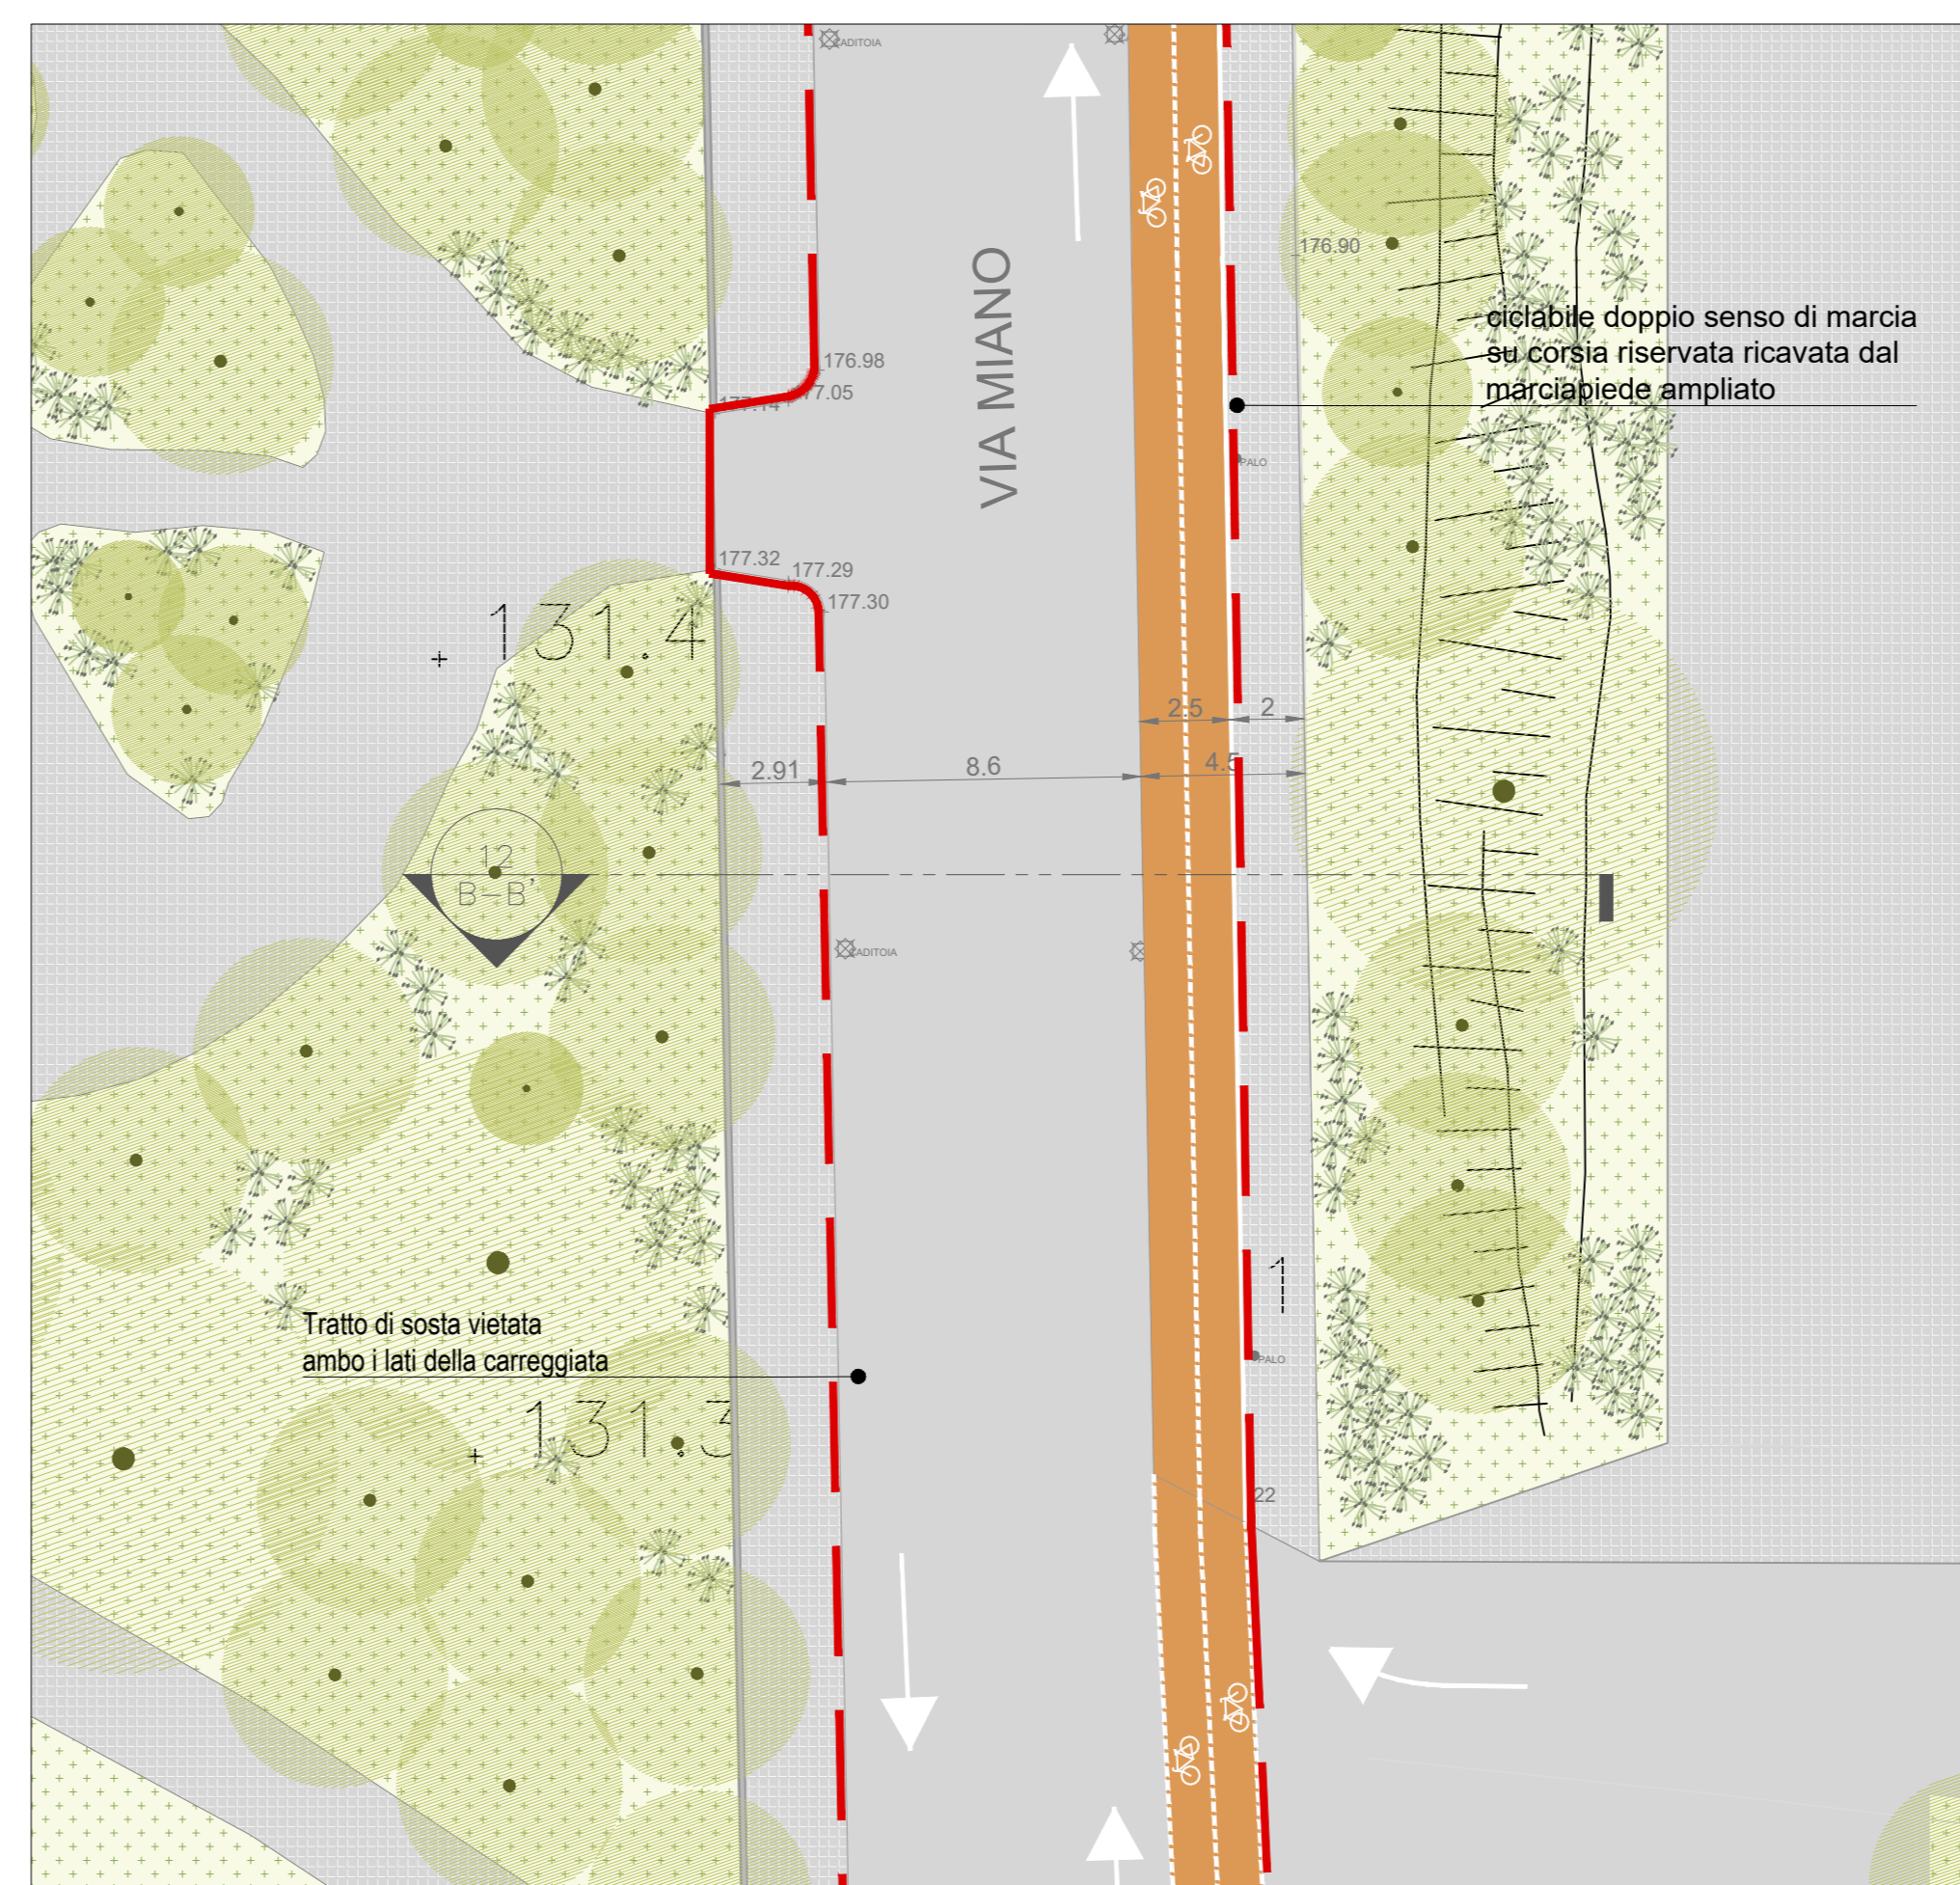 CADITOIA
VIA MIANO
176.90
ciclabile doppio senso di marcia
su corsia riservata ricavata dal
marciapiede ampliato
176.98
177.05
177.14
PALO
177.32
177.29
177.30
131.4
2.5
2
2.91
8.6
4.5
12
B-B'
CADITOIA
1
Tratto di sosta vietata
ambo i lati della carreggiata
PALO
131.3
22